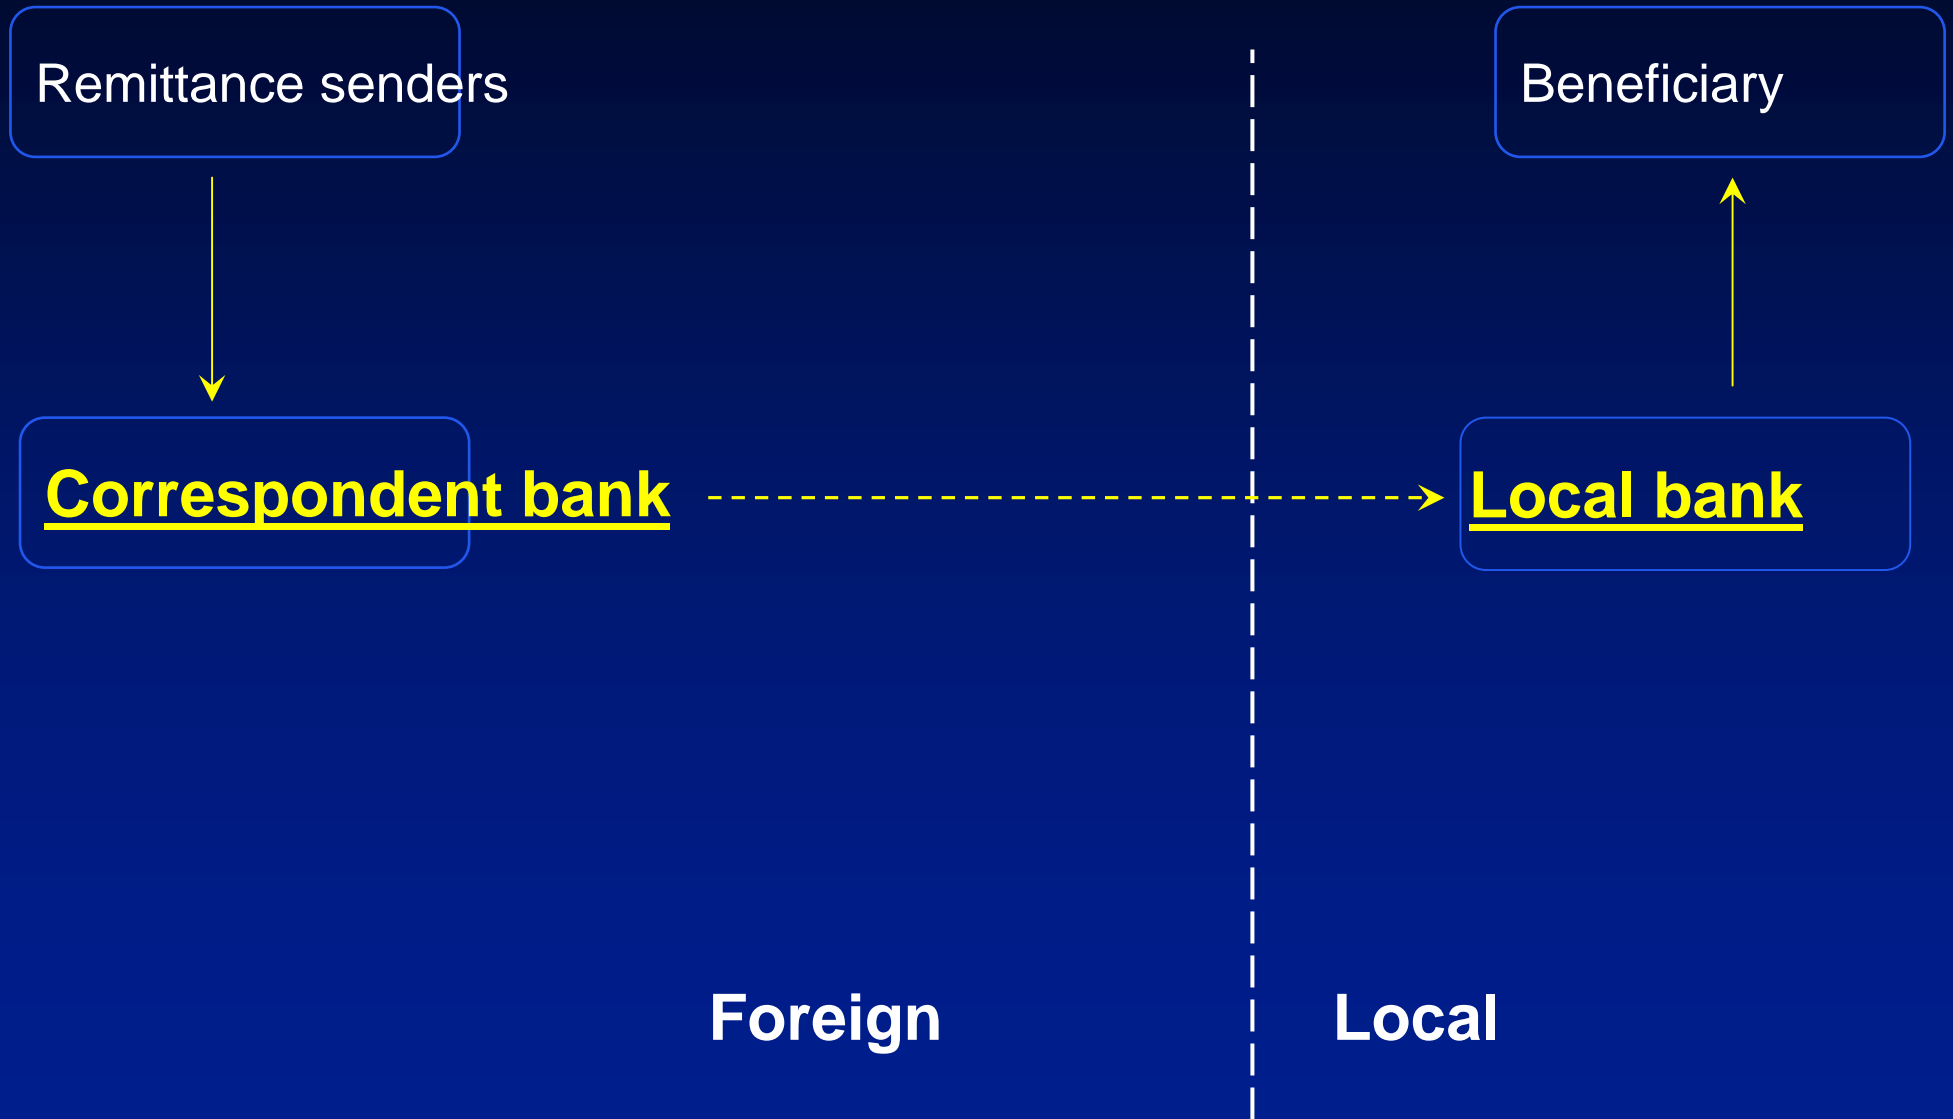 Remittance senders
Beneficiary
Correspondent bank
Local bank
Foreign
Local